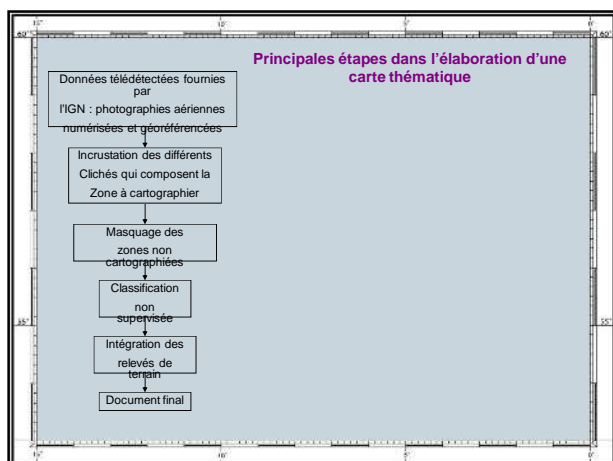 Principales étapes dans l'élaboration d'une
carte thématique
Données télédétectées fournies
par
l'IGN : photographies aériennes
numérisées et géoréférencées
Incrustation des différents
Clichés qui composent la
Zone à cartographier
Masquage des
zones non
cartographiées
Classification
non
supervisée
Intégration des
relevés de
terrain
Document final